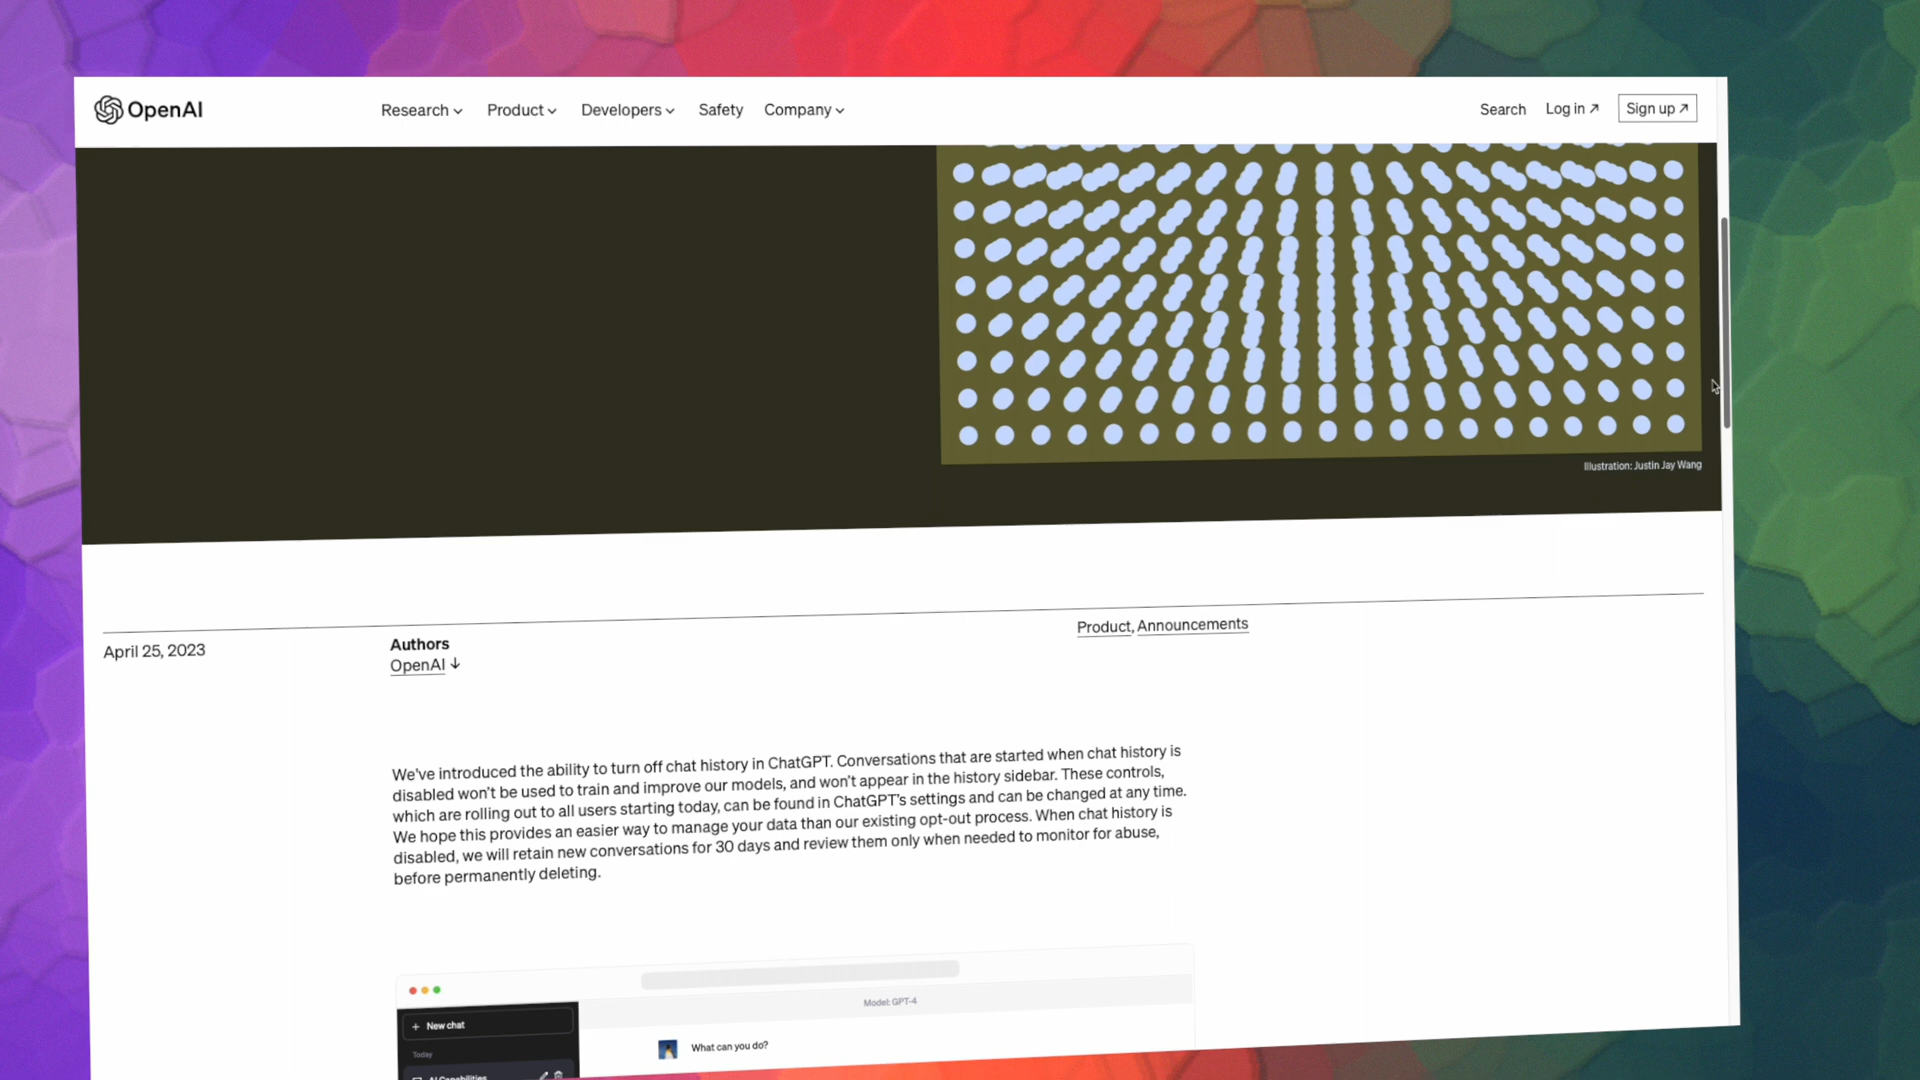 OpenAI
Research Product Developers Safety Company
Search Log in ↗ Sign up ↗
Illustration: Justin Jay Wang
April 25, 2023
Authors
OpenAI ↓
Product, Announcements
We've introduced the ability to turn off chat history in ChatGPT. Conversations that are started when chat history is
disabled won't be used to train and improve our models, and won't appear in the history sidebar. These controls,
which are rolling out to all users starting today, can be found in ChatGPT's settings and can be changed at any time.
We hope this provides an easier way to manage your data than our existing opt-out process. When chat history is
disabled, we will retain new conversations for 30 days and review them only when needed to monitor for abuse,
before permanently deleting.
Model: GPT-4
+ New chat
Today
What can you do?
AI Capabilities